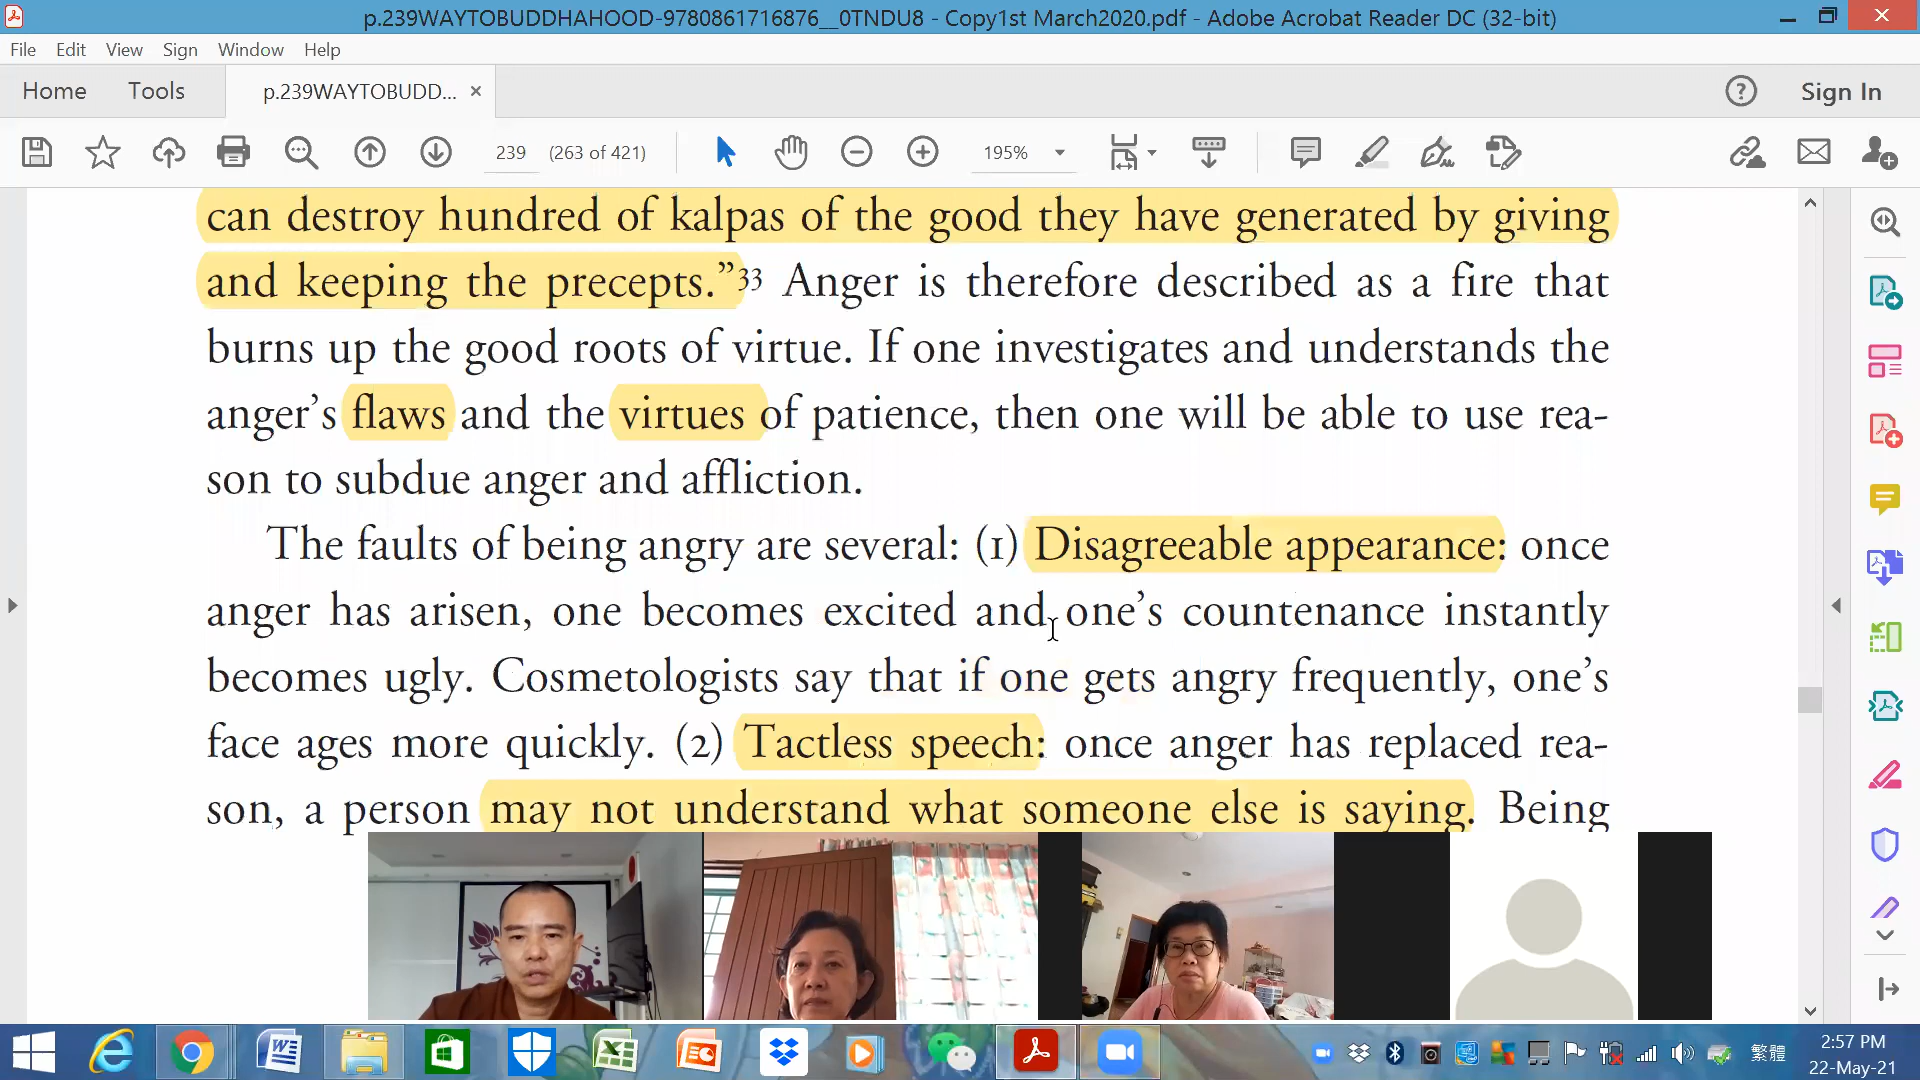 p.239WAYTOBUDDHAHOOD-9780861716876__0TNDU8 - Copy1st March2020.pdf - Adobe Acrobat Reader DC (32-bit)
File Edit View Sign Window Help
Home Tools p.239WAYTOBUDD... × Sign In
239 (263 of 421) 195%
can destroy hundred of kalpas of the good they have generated by giving
and keeping the precepts.”33 Anger is therefore described as a fire that
burns up the good roots of virtue. If one investigates and understands the
anger’s flaws and the virtues of patience, then one will be able to use rea-
son to subdue anger and affliction.
The faults of being angry are several: (1) Disagreeable appearance: once
anger has arisen, one becomes excited and one’s countenance instantly
becomes ugly. Cosmetologists say that if one gets angry frequently, one’s
face ages more quickly. (2) Tactless speech: once anger has replaced rea-
son, a person may not understand what someone else is saying. Being
繁體
2:57 PM
22-May-21